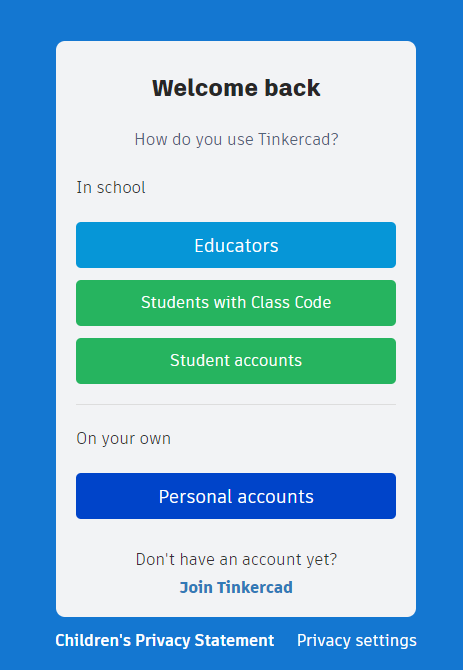 Welcome back
How do you use Tinkercad?
In school
Educators
Students with Class Code
Student accounts
On your own
Personal accounts
Don't have an account yet?
Join Tinkercad
Children's Privacy Statement Privacy settings